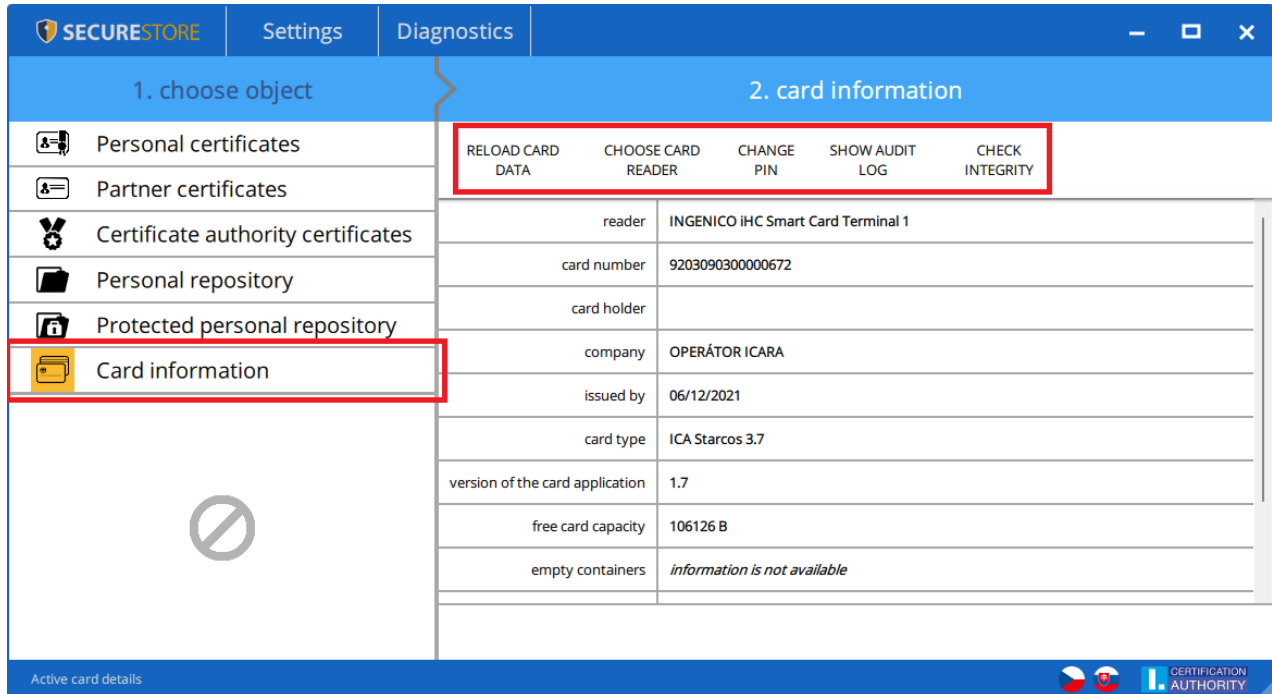 SECURESTORE Settings Diagnostics
1. choose object
2. card information
Personal certificates
Partner certificates
Certificate authority certificates
Personal repository
Protected personal repository
Card information
RELOAD CARD DATA
CHOOSE CARD READER
CHANGE PIN
SHOW AUDIT LOG
CHECK INTEGRITY
reader INGENICO iHC Smart Card Terminal 1
card number 9203090300000672
card holder
company OPERÁTOR ICARA
issued by 06/12/2021
card type ICA Starcos 3.7
version of the card application 1.7
free card capacity 106126 B
empty containers information is not available
Active card details
I. CERTIFICATION
AUTHORITY